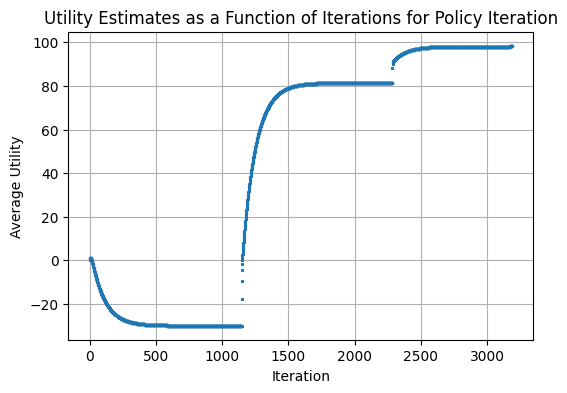 Utility Estimates as a Function of Iterations for Policy Iteration
100
80
60
40
20
0
−20
Average Utility
0 500 1000 1500 2000 2500 3000
Iteration